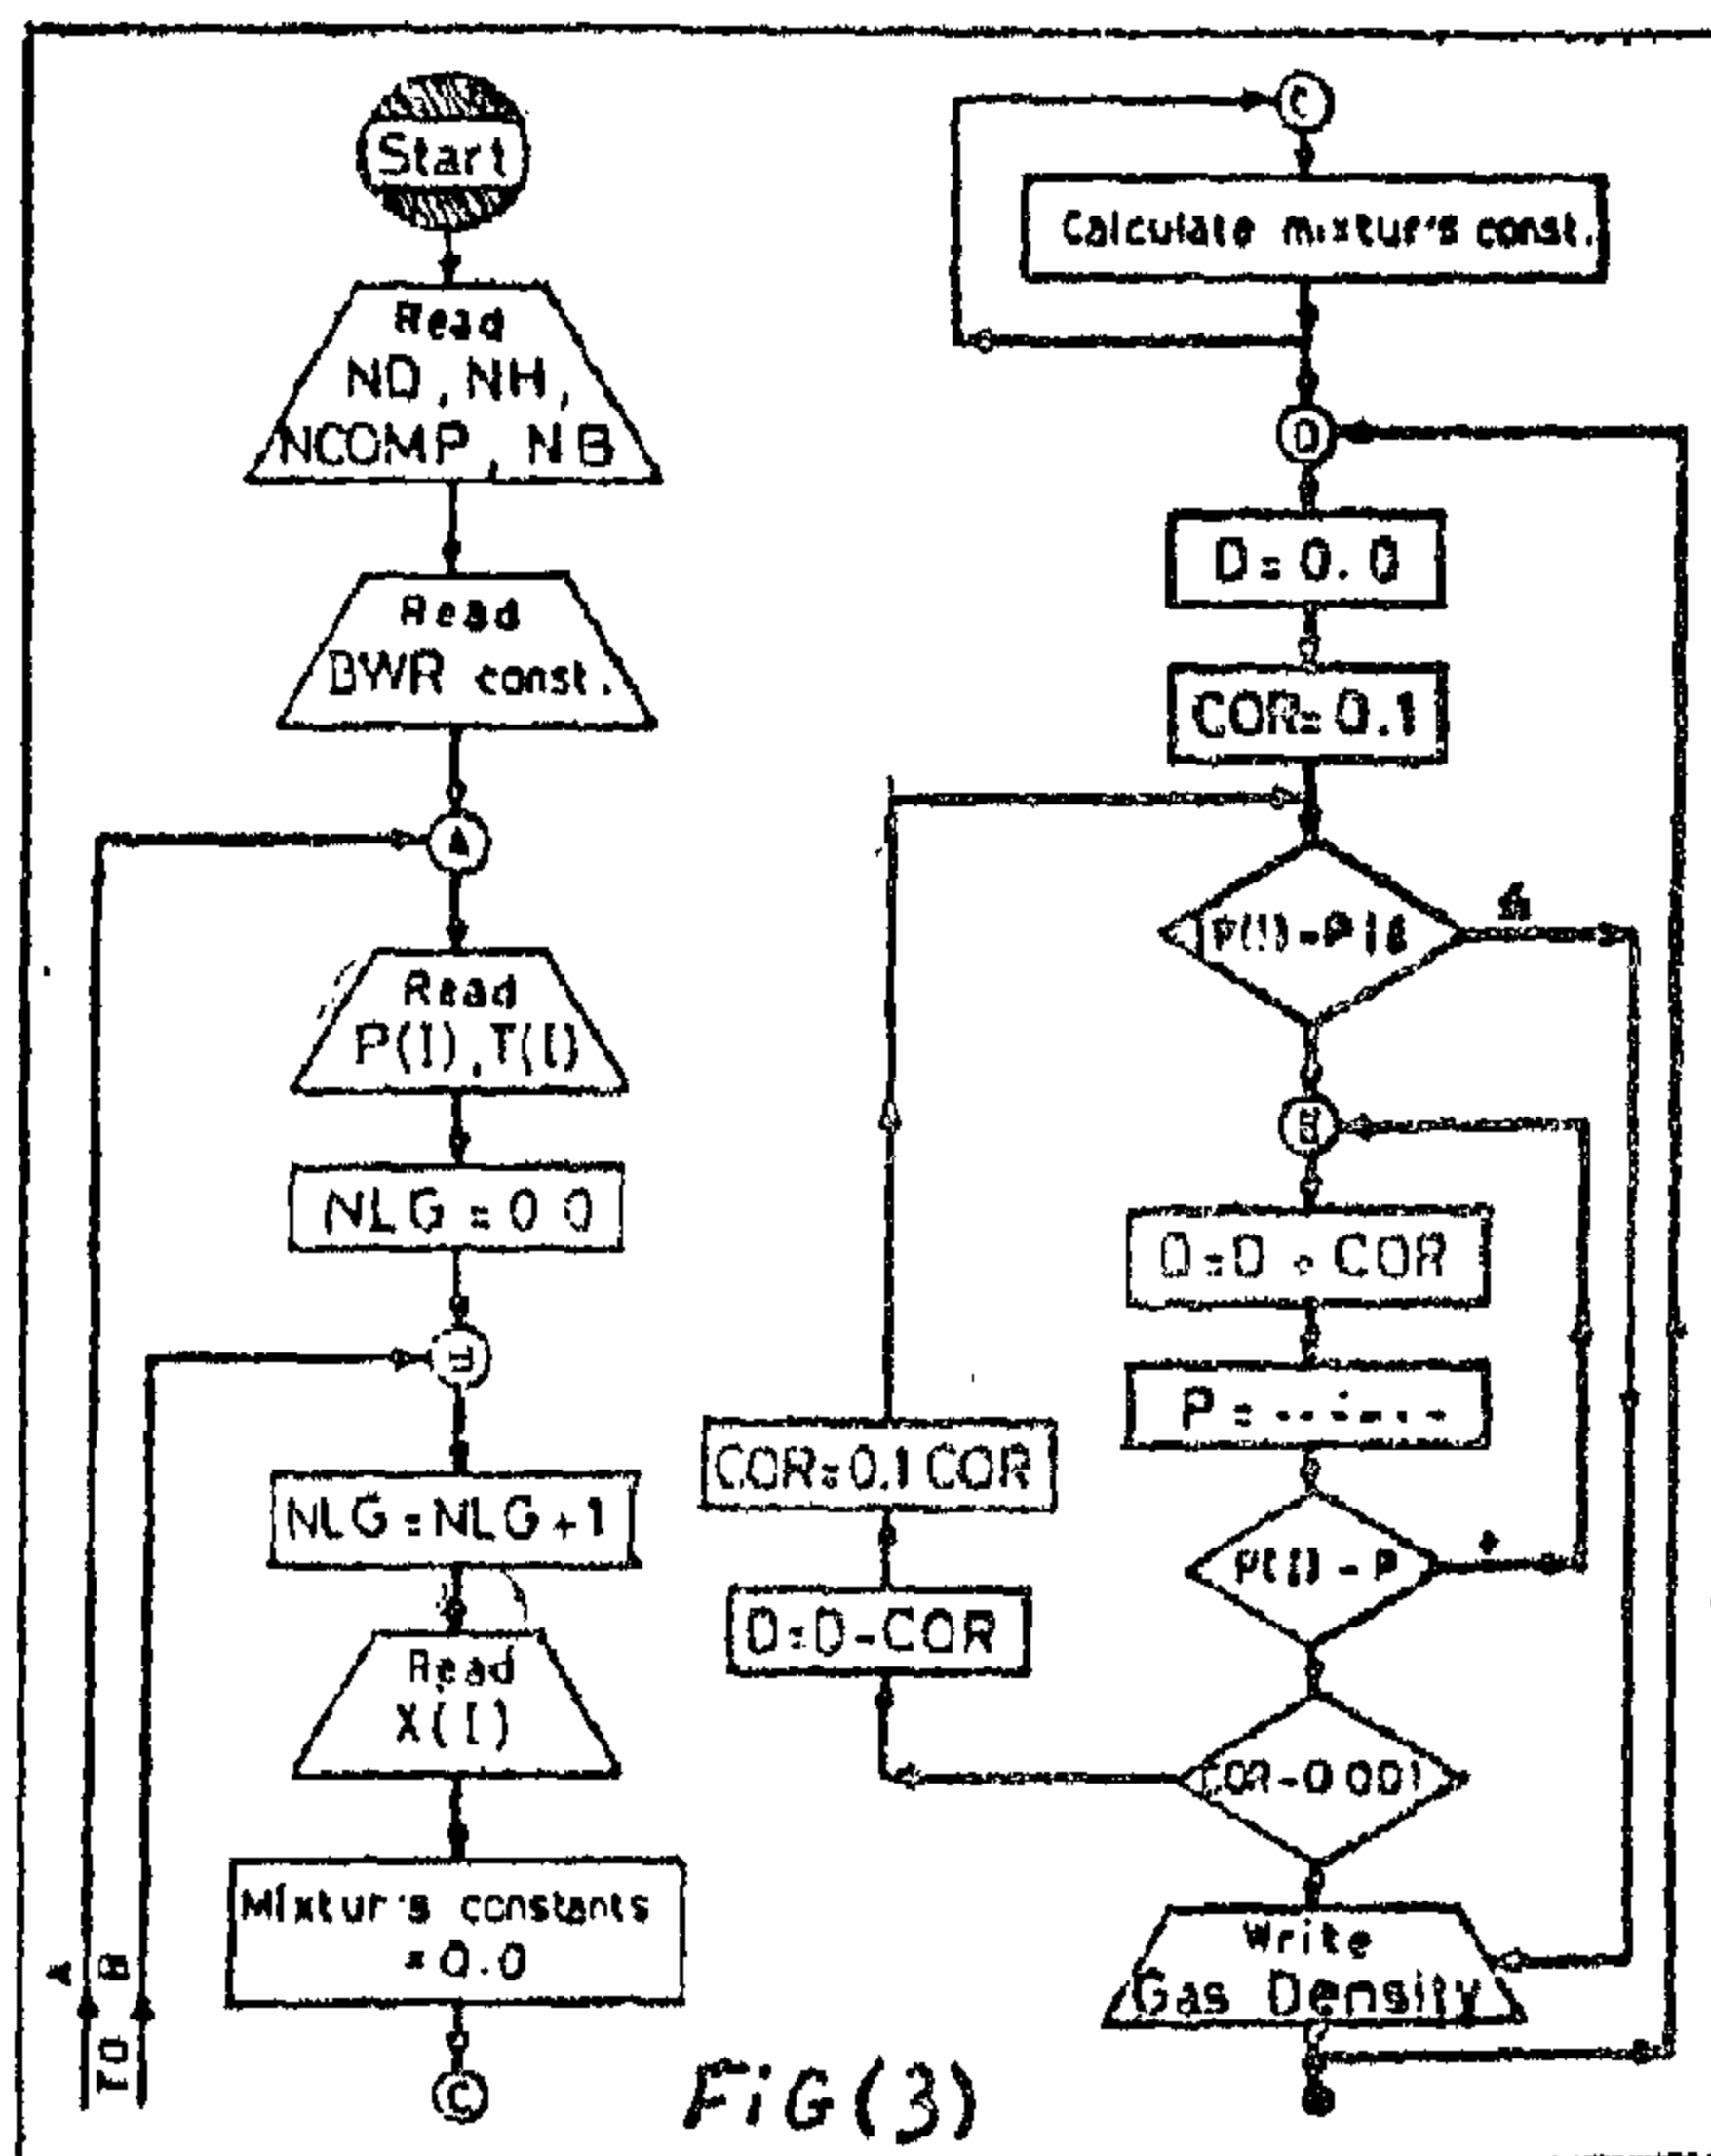 Start
Read
ND, NH,
NCOMP, NB
Read
BWR const.
A
Read
P(I), T(I)
NLG = 0 0
NLG = NLG + 1
Read
X(I)
Mixtur's constants
= 0.0
C
A
TO B
C
Calculate mixtur's const.
D
D = 0.0
COR = 0.1
E
COR
P = ------
P(I) - P
+
COR = 0.1 COR
D = D - COR
Write
Gas Density
FiG (3)